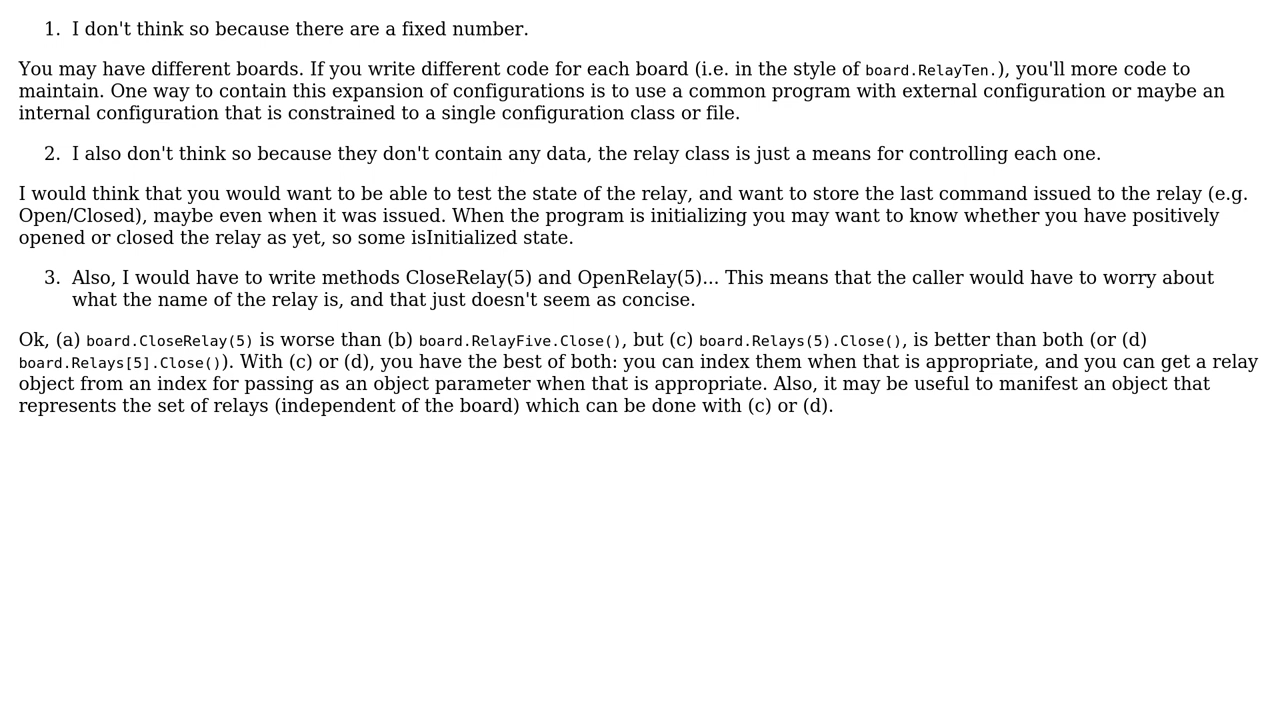 1. I don't think so because there are a fixed number.
You may have different boards. If you write different code for each board (i.e. in the style of board.RelayTen.), you'll more code to
maintain. One way to contain this expansion of configurations is to use a common program with external configuration or maybe an
internal configuration that is constrained to a single configuration class or file.
2. I also don't think so because they don't contain any data, the relay class is just a means for controlling each one.
I would think that you would want to be able to test the state of the relay, and want to store the last command issued to the relay (e.g.
Open/Closed), maybe even when it was issued. When the program is initializing you may want to know whether you have positively
opened or closed the relay as yet, so some isInitialized state.
3. Also, I would have to write methods CloseRelay(5) and OpenRelay(5)... This means that the caller would have to worry about
what the name of the relay is, and that just doesn't seem as concise.
Ok, (a) board.CloseRelay(5) is worse than (b) board.RelayFive.Close(), but (c) board.Relays(5).Close(), is better than both (or (d)
board.Relays[5].Close()). With (c) or (d), you have the best of both: you can index them when that is appropriate, and you can get a relay
object from an index for passing as an object parameter when that is appropriate. Also, it may be useful to manifest an object that
represents the set of relays (independent of the board) which can be done with (c) or (d).